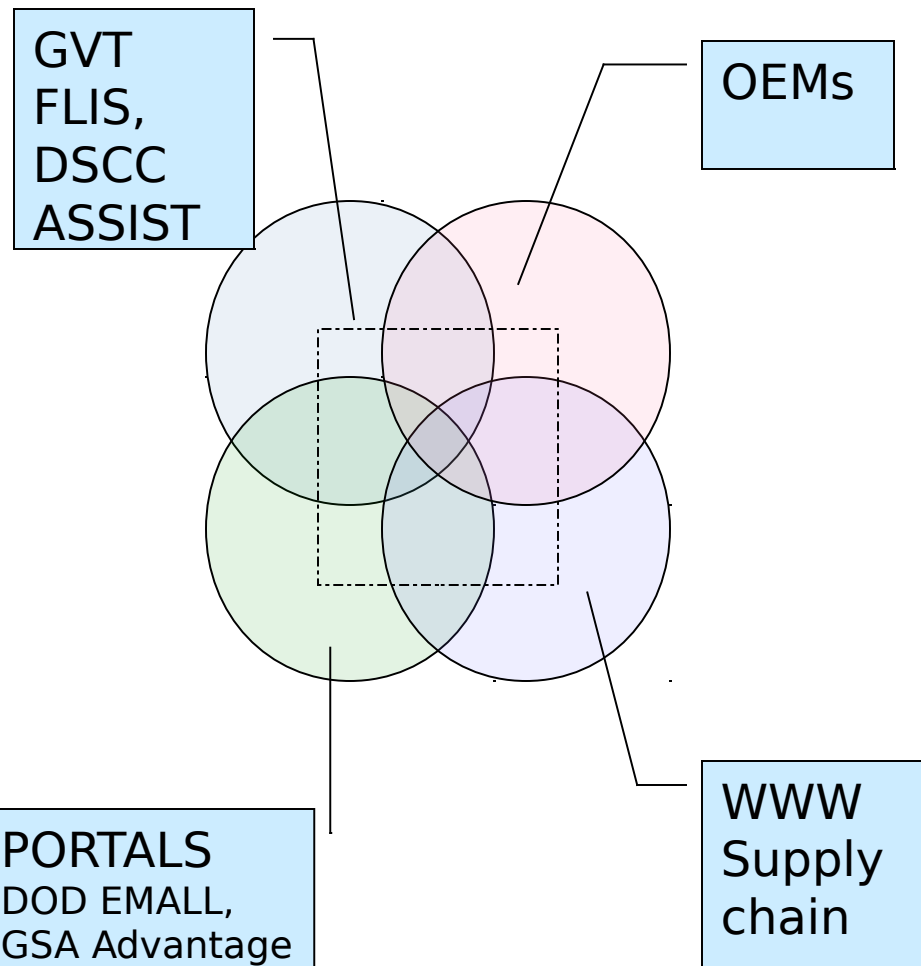 GVT
FLIS,
DSCC
ASSIST
OEMs
PORTALS
DOD EMALL,
GSA Advantage
WWW
Supply
chain